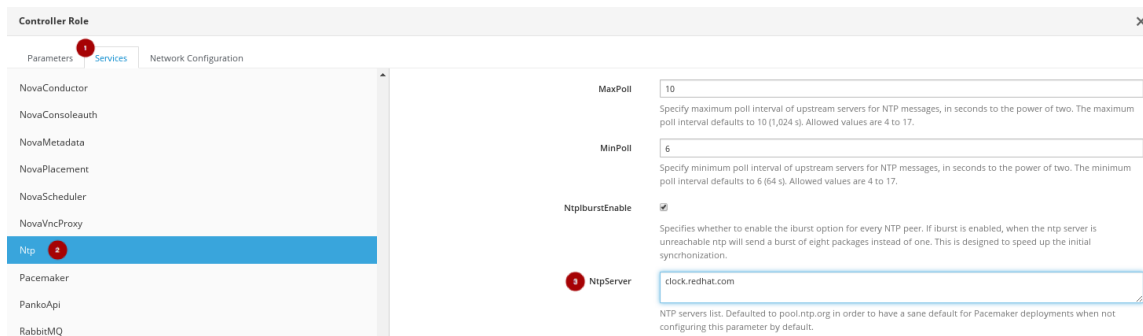 Controller Role
1
Parameters Services Network Configuration
NovaConductor
NovaConsoleauth
NovaMetadata
NovaPlacement
NovaScheduler
NovaVncProxy
Ntp 2
Pacemaker
PankoApi
RabbitMQ
MaxPoll 10
Specify maximum poll interval of upstream servers for NTP messages, in seconds to the power of two. The maximum
poll interval defaults to 10 (1,024 s). Allowed values are 4 to 17.
MinPoll 6
Specify minimum poll interval of upstream servers for NTP messages, in seconds to the power of two. The minimum
poll interval defaults to 6 (64 s). Allowed values are 4 to 17.
NtpIburstEnable
Specifies whether to enable the iburst option for every NTP peer. If iburst is enabled, when the ntp server is
unreachable ntp will send a burst of eight packages instead of one. This is designed to speed up the initial
syncrhonization.
3 NtpServer clock.redhat.com
NTP servers list. Defaulted to pool.ntp.org in order to have a sane default for Pacemaker deployments when not
configuring this parameter by default.